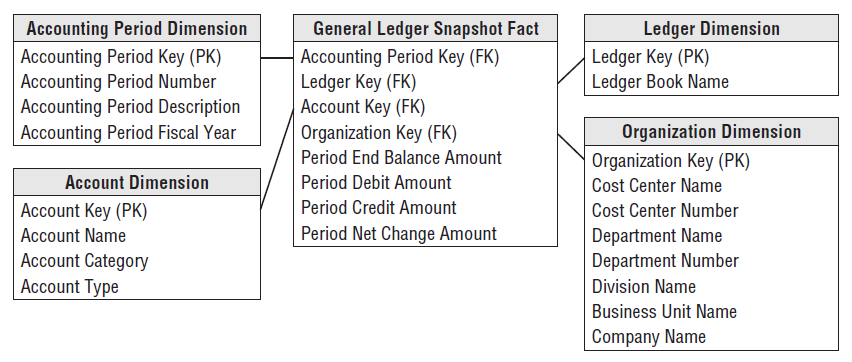 Accounting Period Dimension
Accounting Period Key (PK)
Accounting Period Number
Accounting Period Description
Accounting Period Fiscal Year
Account Dimension
Account Key (PK)
Account Name
Account Category
Account Type
General Ledger Snapshot Fact
Accounting Period Key (FK)
Ledger Key (FK)
Account Key (FK)
Organization Key (FK)
Period End Balance Amount
Period Debit Amount
Period Credit Amount
Period Net Change Amount
Ledger Dimension
Ledger Key (PK)
Ledger Book Name
Organization Dimension
Organization Key (PK)
Cost Center Name
Cost Center Number
Department Name
Department Number
Division Name
Business Unit Name
Company Name